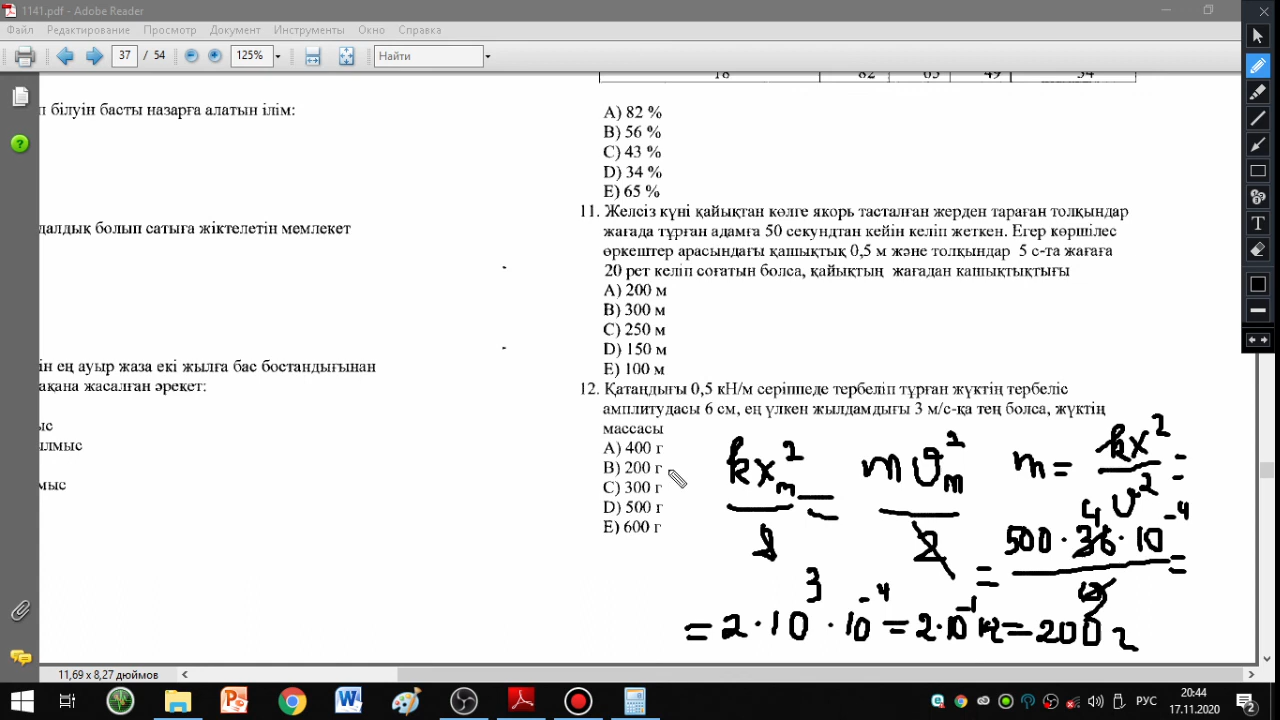 1141.pdf - Adobe Reader
Файл Редактирование Просмотр Документ Инструменты Окно Справка
37 / 54 125% Найти
18 82 65 49 34
п білуін басты назарға алатын ілім:
A) 82 %
B) 56 %
C) 43 %
D) 34 %
E) 65 %
далдық болып сатыға жіктелетін мемлекет
11. Желсіз күні қайықтан көлге якорь тасталған жерден тараған толқындар
жағада тұрған адамға 50 секундтан кейін келіп жеткен. Егер көршілес
өркештер арасындағы қашықтық 0,5 м және толқындар 5 с-та жағаға
20 рет келіп соғатын болса, қайықтың жағадан қашықтықтығы
A) 200 м
B) 300 м
C) 250 м
D) 150 м
E) 100 м
ін ең ауыр жаза екі жылға бас бостандығынан
ақана жасалған әрекет:
ыс
ылмыс
мыс
12. Қатаңдығы 0,5 кН/м серіппеде тербеліп тұрған жүктің тербеліс
амплитудасы 6 см, ең үлкен жылдамдығы 3 м/с-қа тең болса, жүктің
массасы
A) 400 г
B) 200 г
C) 300 г
D) 500 г
E) 600 г
kx²m / 2 = mυ²m / 2 m = kx² / υ² =
= 500 · 36 · 10⁻⁴ / 9 = 4
= 2 · 10³ · 10⁻⁴ = 2 · 10⁻¹ кг = 200 г
11,69 x 8,27 дюймов
РУС 20:44
17.11.2020 2